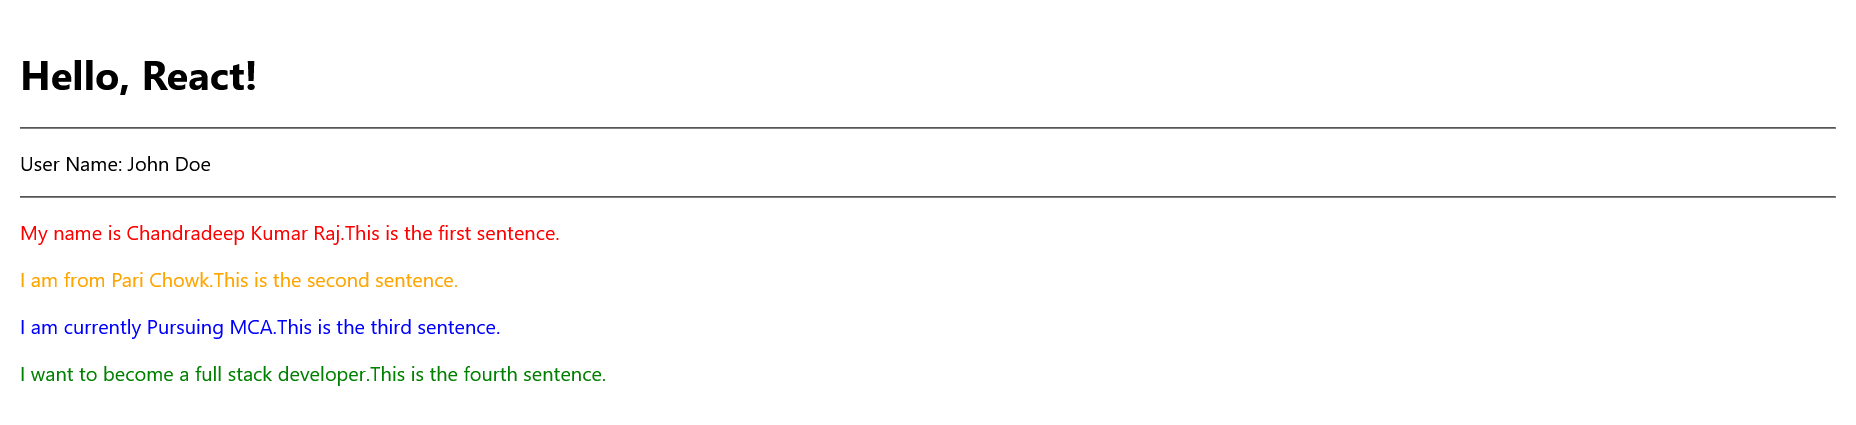 Hello, React!
User Name: John Doe
My name is Chandradeep Kumar Raj.This is the first sentence.
I am from Pari Chowk.This is the second sentence.
I am currently Pursuing MCA.This is the third sentence.
I want to become a full stack developer.This is the fourth sentence.